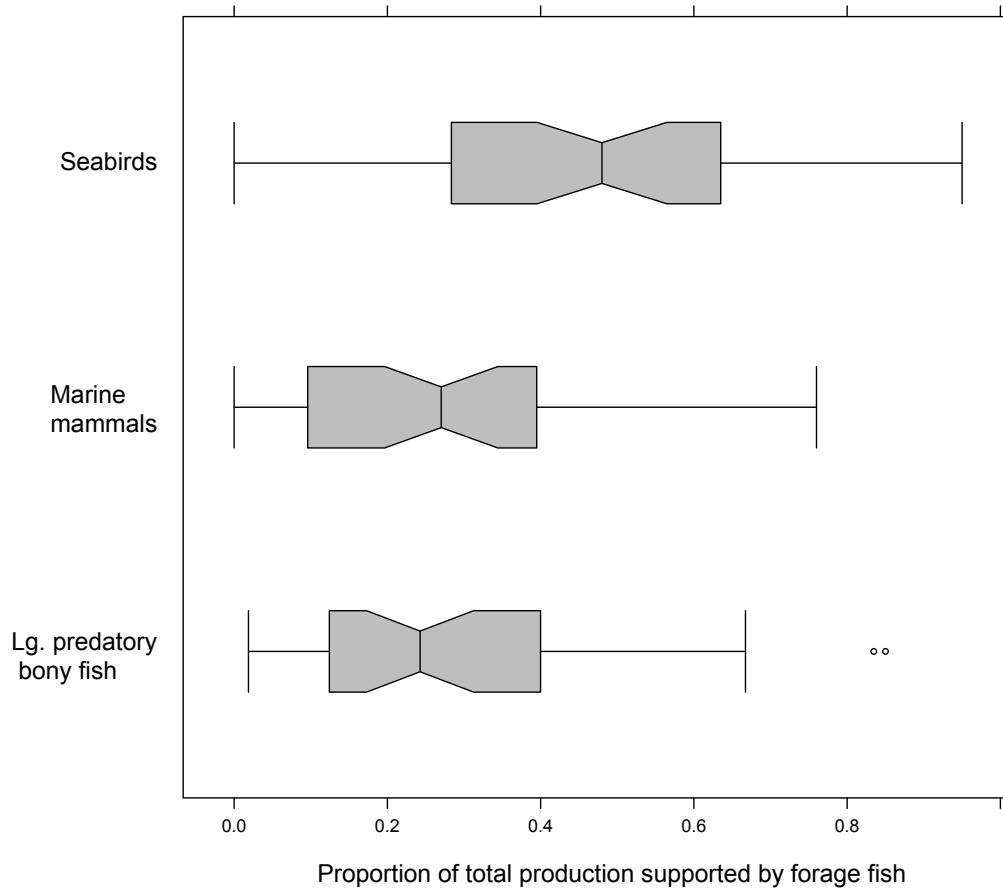 Seabirds
Marine
mammals
Lg. predatory
bony fish
0.0 0.2 0.4 0.6 0.8
Proportion of total production supported by forage fish